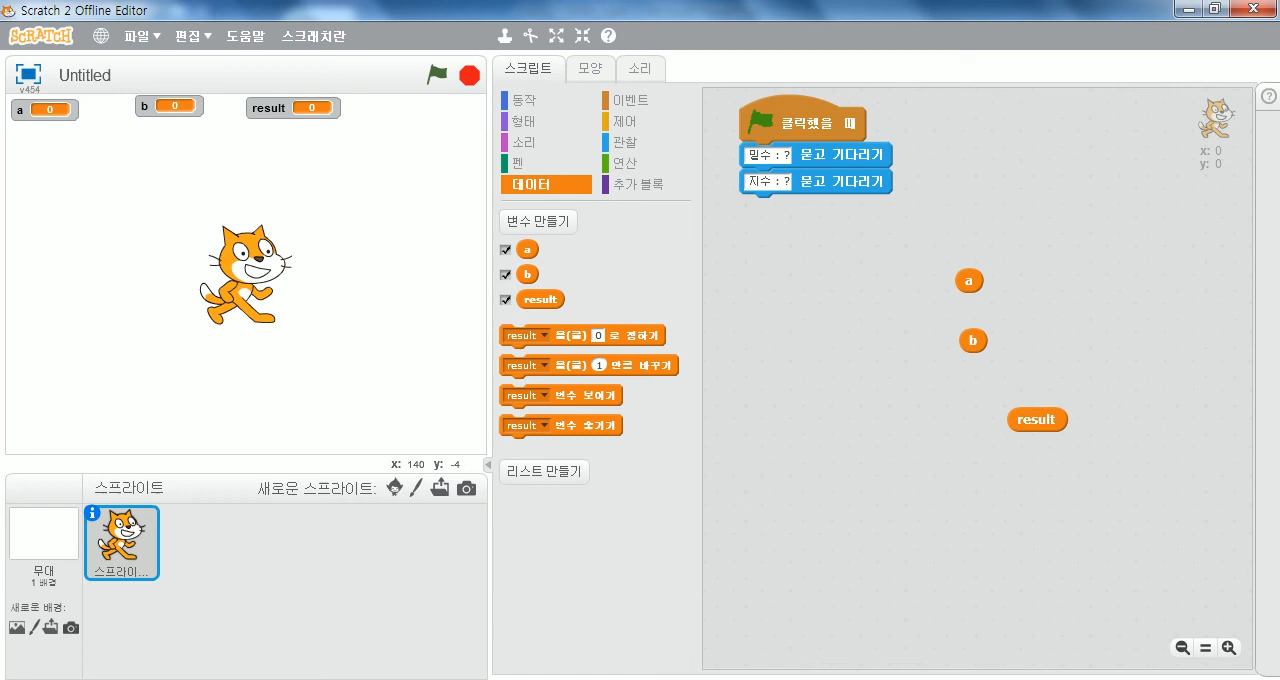 Scratch 2 Offline Editor
SCRATCH 파일 편집 도움말 스크래치란
v454 Untitled
a 0 b 0 result 0
x: 140 y: -4
스프라이트 새로운 스프라이트:
무대
1 배경
새로운 배경:
스프라이...
스크립트 모양 소리
동작 이벤트
형태 제어
소리 관찰
펜 연산
데이터 추가 블록
변수 만들기
a
b
result
result 을(를) 0 로 정하기
result 을(를) 1 만큼 바꾸기
result 변수 보이기
result 변수 숨기기
리스트 만들기
클릭했을 때
밑수 : ? 묻고 기다리기
지수 : ? 묻고 기다리기
a
b
result
x: 0
y: 0